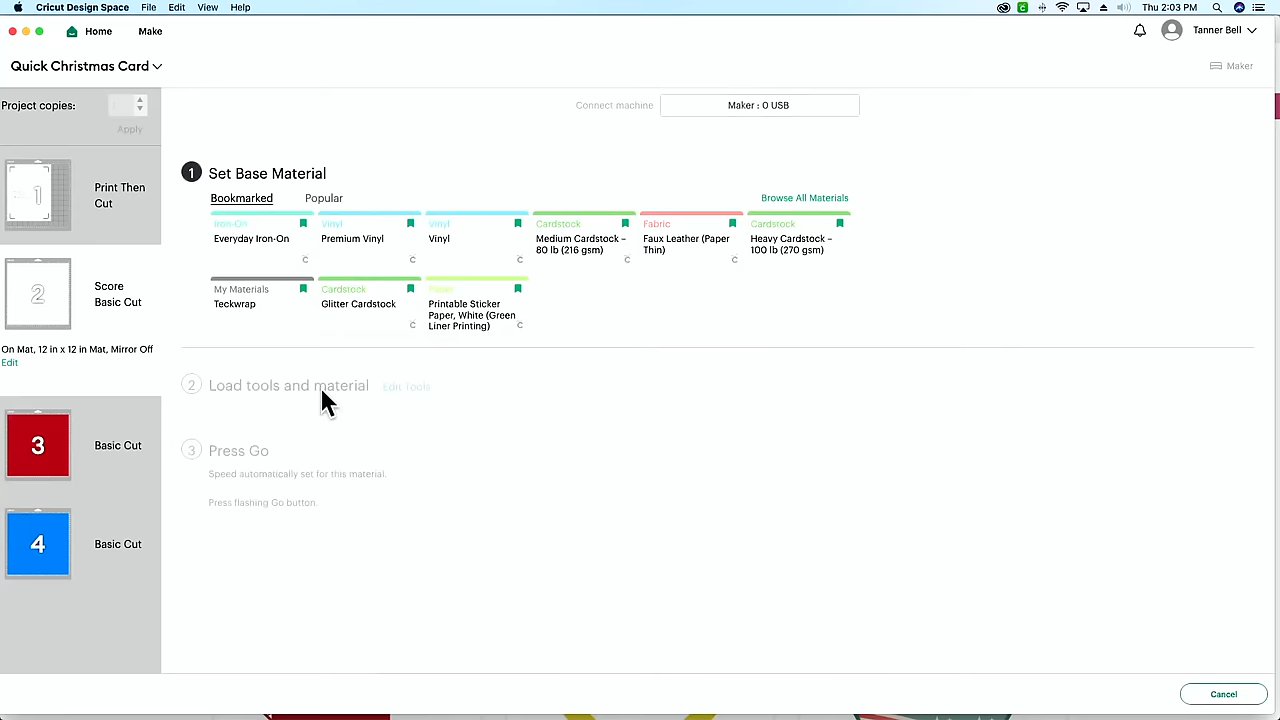 Cricut Design Space File Edit View Help Thu 2:03 PM
Home Make Tanner Bell
Quick Christmas Card Maker
Project copies:
Apply
1 Print Then
Cut
2 Score
Basic Cut
On Mat, 12 in x 12 in Mat, Mirror Off
Edit
3 Basic Cut
4 Basic Cut
Connect machine Maker : 0 USB
1 Set Base Material
Bookmarked Popular Browse All Materials
Iron-On Vinyl Vinyl Cardstock Fabric Cardstock
Everyday Iron-On Premium Vinyl Vinyl Medium Cardstock – Faux Leather (Paper Heavy Cardstock –
80 lb (216 gsm) Thin) 100 lb (270 gsm)
C C C C C
My Materials Cardstock
Teckwrap Glitter Cardstock Printable Sticker
Paper, White (Green
Liner Printing)
C C
2 Load tools and material Edit Tools
3 Press Go
Speed automatically set for this material.
Press flashing Go button.
Cancel